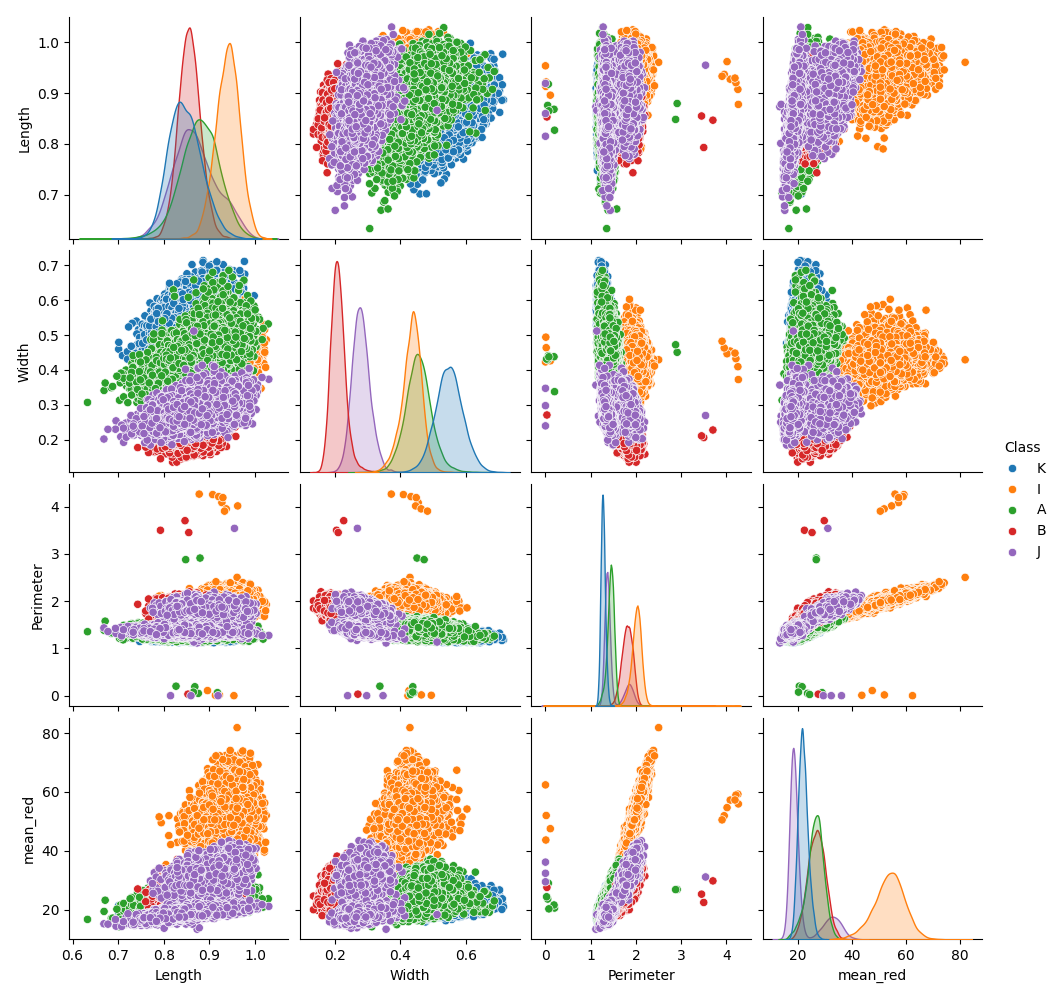 1.0
0.9
0.8
0.7
Length
0.7
0.6
0.5
0.4
0.3
0.2
Width
4
3
2
1
0
Perimeter
80
60
40
20
mean_red
0.6 0.7 0.8 0.9 1.0
Length
0.2 0.4 0.6
Width
0 1 2 3 4
Perimeter
20 40 60 80
mean_red
Class
K
I
A
B
J